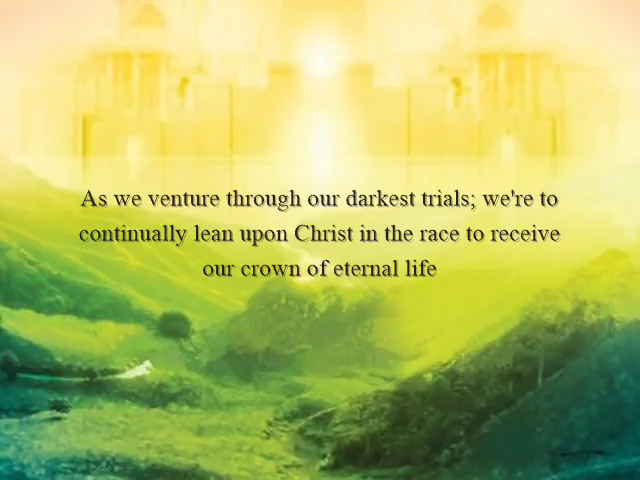 As we venture through our darkest trials; we're to
continually lean upon Christ in the race to receive
our crown of eternal life